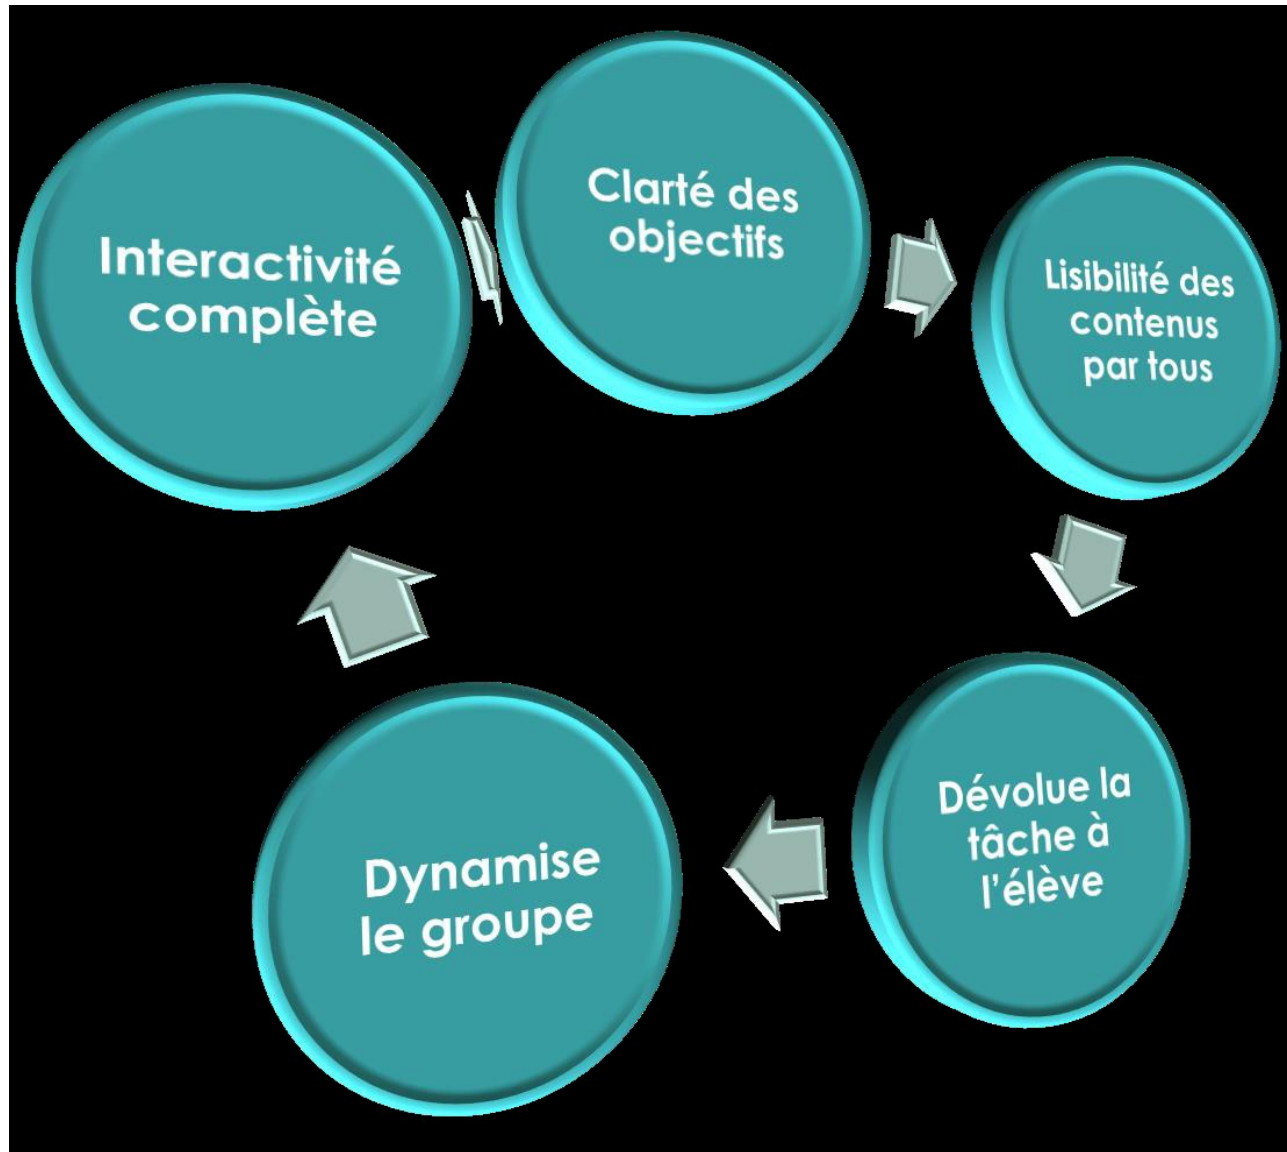 Interactivité
complète
Clarté des
objectifs
Lisibilité des
contenus
par tous
Dévolue la
tâche à
l’élève
Dynamise
le groupe